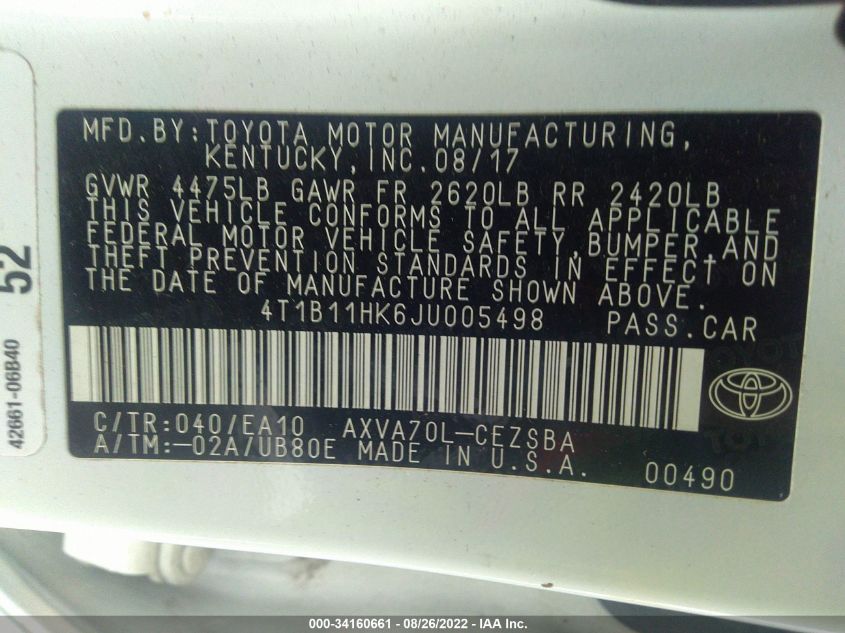 MFD.BY:TOYOTA MOTOR MANUFACTURING,
KENTUCKY,INC.08/17
GVWR 4475LB GAWR FR 2620LB RR 2420LB
THIS VEHICLE CONFORMS TO ALL APPLICABLE
FEDERAL MOTOR VEHICLE SAFETY,BUMPER,AND
THEFT PREVENTION STANDARDS IN EFFECT ON
THE DATE OF MANUFACTURE SHOWN ABOVE.
4T1B11HK6JU005498 PASS.CAR
C/TR:040/EA10 AXVA70L-CEZSBA
A/TM:-02A/UB80E MADE IN U.S.A. 00490
52
42661-06B40
000-34160661 - 08/26/2022 - IAA Inc.